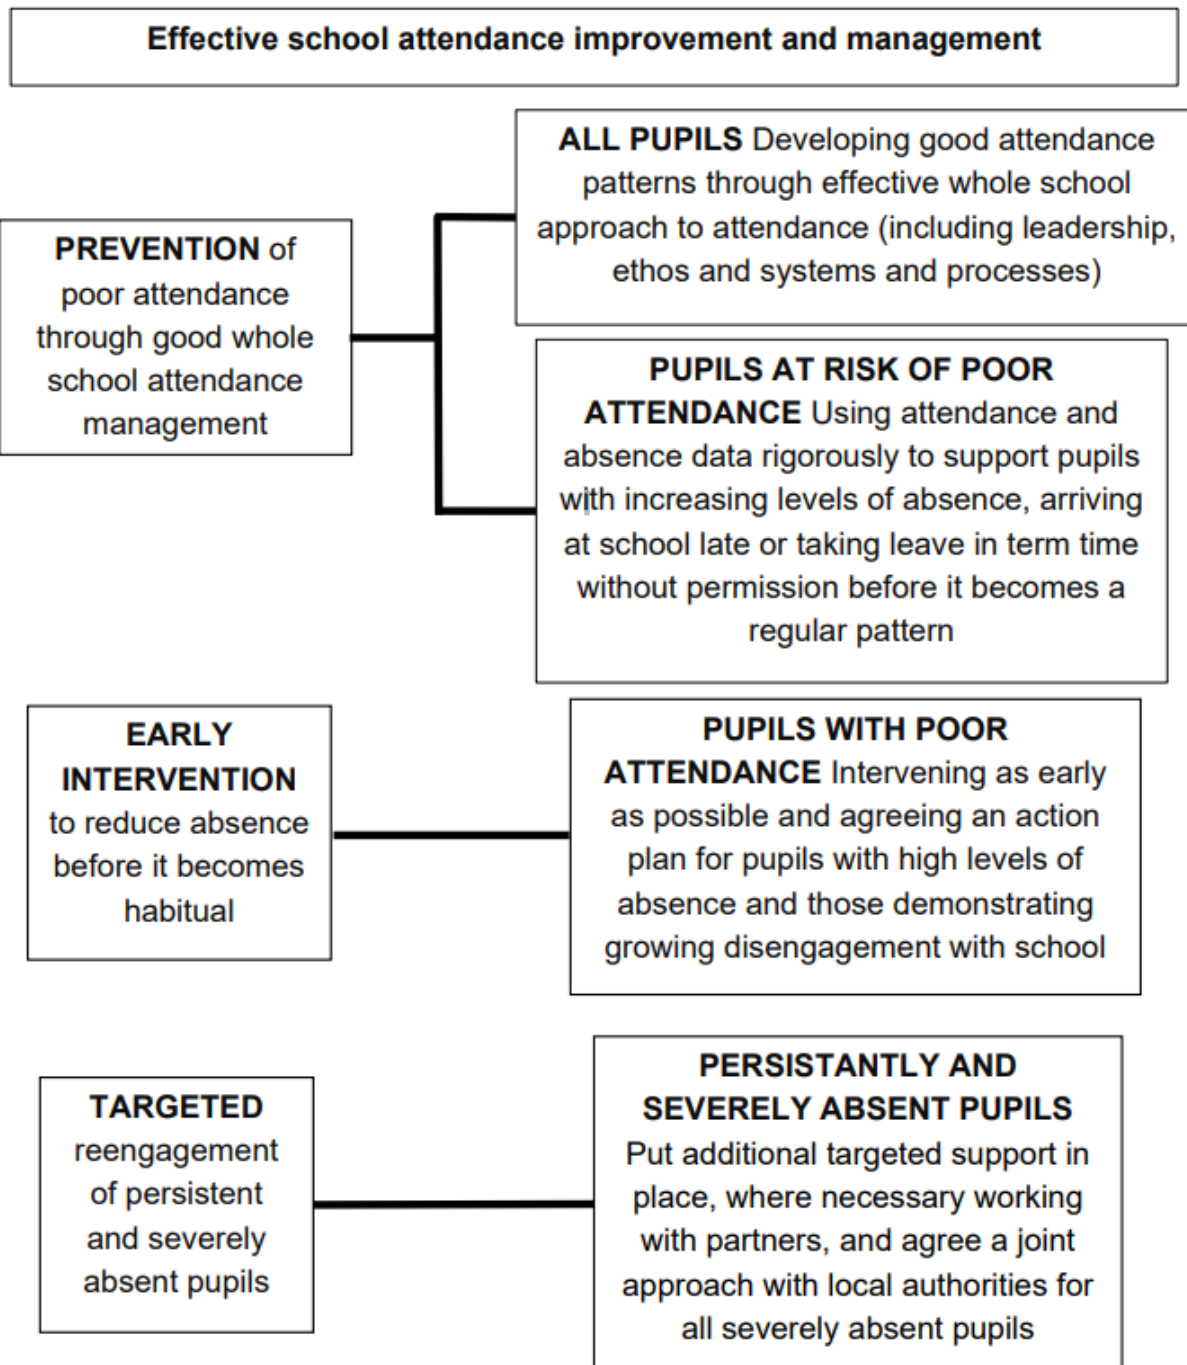 Effective school attendance improvement and management
PREVENTION of
poor attendance
through good whole
school attendance
management
ALL PUPILS Developing good attendance
patterns through effective whole school
approach to attendance (including leadership,
ethos and systems and processes)
PUPILS AT RISK OF POOR
ATTENDANCE Using attendance and
absence data rigorously to support pupils
with increasing levels of absence, arriving
at school late or taking leave in term time
without permission before it becomes a
regular pattern
EARLY
INTERVENTION
to reduce absence
before it becomes
habitual
PUPILS WITH POOR
ATTENDANCE Intervening as early
as possible and agreeing an action
plan for pupils with high levels of
absence and those demonstrating
growing disengagement with school
TARGETED
reengagement
of persistent
and severely
absent pupils
PERSISTANTLY AND
SEVERELY ABSENT PUPILS
Put additional targeted support in
place, where necessary working
with partners, and agree a joint
approach with local authorities for
all severely absent pupils